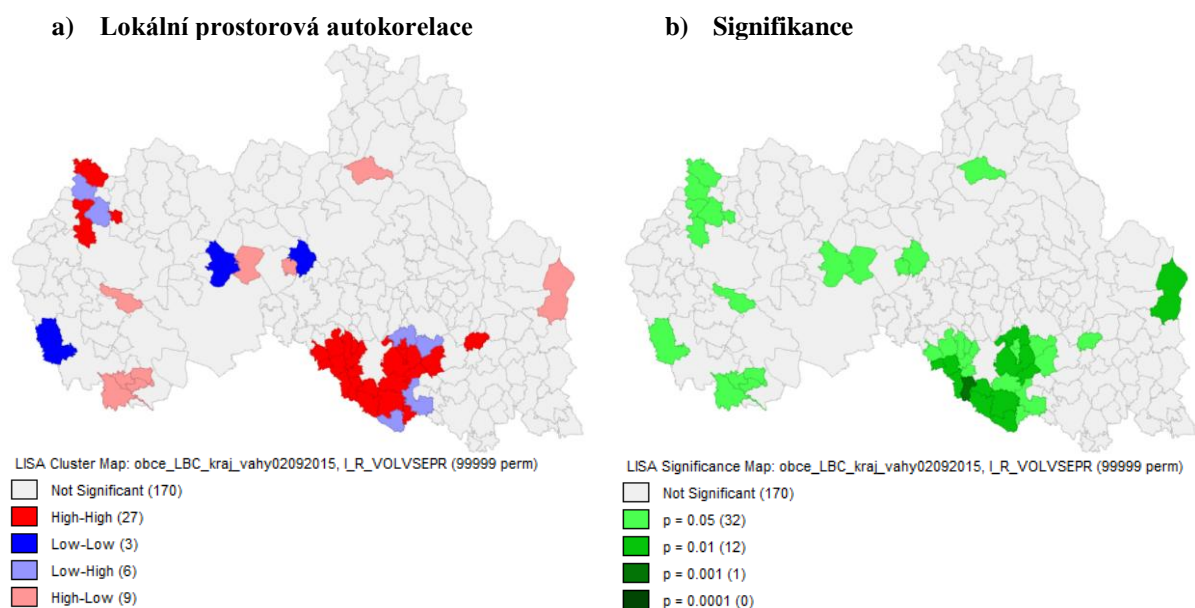 a) Lokální prostorová autokorelace
b) Signifikance
LISA Cluster Map: obce_LBC_kraj_vahy02092015, I_R_VOLVSEPR (99999 perm)
Not Significant (170)
High-High (27)
Low-Low (3)
Low-High (6)
High-Low (9)
LISA Significance Map: obce_LBC_kraj_vahy02092015, I_R_VOLVSEPR (99999 perm)
Not Significant (170)
p = 0.05 (32)
p = 0.01 (12)
p = 0.001 (1)
p = 0.0001 (0)